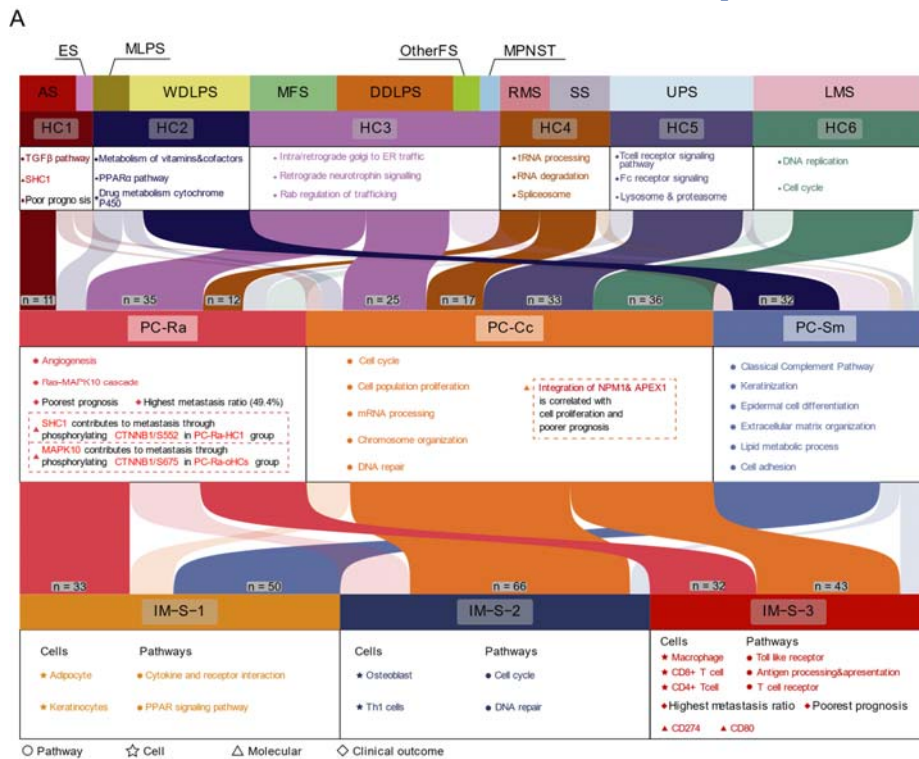 A
ES
MLPS
OtherFS
MPNST
AS
WDLPS
MFS
DDLPS
RMS
SS
UPS
LMS
HC1
HC2
HC3
HC4
HC5
HC6
TGFβ pathway
SHC1
Poor progno sis
Metabolism of vitamins&cofactors
PPARα pathway
Drug metabolism cytochrome
P450
Intra/retrograde golgi to ER traffic
Retrograde neurotrophin signalling
Rab regulation of trafficking
tRNA processing
RNA degradation
Spliceosome
Tcell receptor signaling
pathway
Fc receptor signaling
Lysosome & proteasome
DNA replication
Cell cycle
n = 11
n = 35
n = 12
n = 25
n = 17
n = 33
n = 36
n = 32
PC-Ra
PC-Cc
PC-Sm
Angiogenesis
Ras-MAPK10 cascade
Poorest prognosis
Highest metastasis ratio (49.4%)
SHC1 contributes to metastasis through
phosphorylating CTNNB1/S552 in PC-Ra-HC1 group
MAPK10 contributes to metastasis through
phosphorylating CTNNB1/S675 in PC-Ra-oHCs group
Cell cycle
Cell population proliferation
mRNA processing
Chromosome organization
DNA repair
Integration of NPM1& APEX1
is correlated with
cell proliferation and
poorer prognosis
Classical Complement Pathway
Keratinization
Epidermal cell differentiation
Extracellular matrix organization
Lipid metabolic process
Cell adhesion
n = 33
n = 50
n = 66
n = 32
n = 43
IM-S-1
IM-S-2
IM-S-3
Cells
Pathways
Adipocyte
Cytokine and receptor interaction
Keratinocytes
PPAR signaling pathway
Cells
Pathways
Osteoblast
Cell cycle
Th1 cells
DNA repair
Cells
Pathways
Macrophage
Toll like receptor
CD8+ T cell
Antigen processing&apresentation
CD4+ Tcell
T cell receptor
Highest metastasis ratio
Poorest prognosis
CD274
CD80
Pathway
Cell
Molecular
Clinical outcome